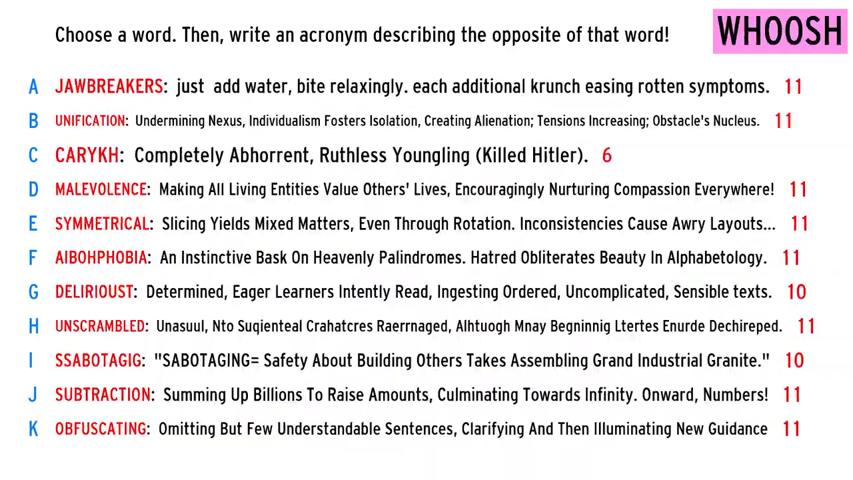 Choose a word. Then, write an acronym describing the opposite of that word!
WHOOSH
A JAWBREAKERS: just add water, bite relaxingly. each additional krunch easing rotten symptoms. 11
B UNIFICATION: Undermining Nexus, Individualism Fosters Isolation, Creating Alienation; Tensions Increasing; Obstacle's Nucleus. 11
C CARYKH: Completely Abhorrent, Ruthless Youngling (Killed Hitler). 6
D MALEVOLENCE: Making All Living Entities Value Others' Lives, Encouragingly Nurturing Compassion Everywhere! 11
E SYMMETRICAL: Slicing Yields Mixed Matters, Even Through Rotation. Inconsistencies Cause Awry Layouts... 11
F AIBOHPHOBIA: An Instinctive Bask On Heavenly Palindromes. Hatred Obliterates Beauty In Alphabetology. 11
G DELIRIOUST: Determined, Eager Learners Intently Read, Ingesting Ordered, Uncomplicated, Sensible texts. 10
H UNSCRAMBLED: Unasuul, Nto Suqienteal Crahatcres Raerrnaged, Alhtuogh Mnay Begninnig Ltertes Enurde Dechireped. 11
I SSABOTAGIG: "SABOTAGING= Safety About Building Others Takes Assembling Grand Industrial Granite." 10
J SUBTRACTION: Summing Up Billions To Raise Amounts, Culminating Towards Infinity. Onward, Numbers! 11
K OBFUSCATING: Omitting But Few Understandable Sentences, Clarifying And Then Illuminating New Guidance 11